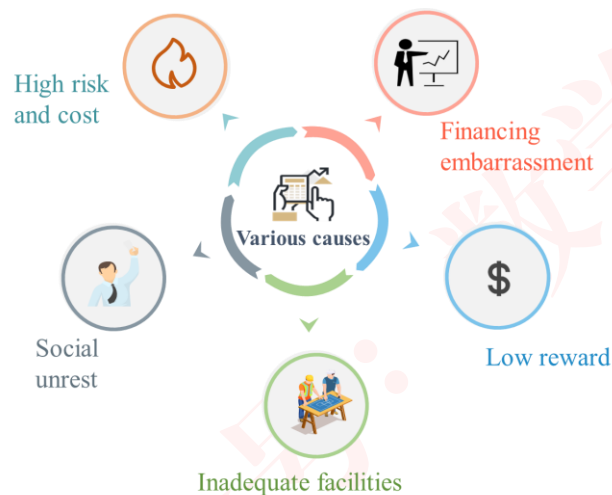 High risk
and cost
Financing
embarrassment
Various causes
$
Social
unrest
Low reward
Inadequate facilities